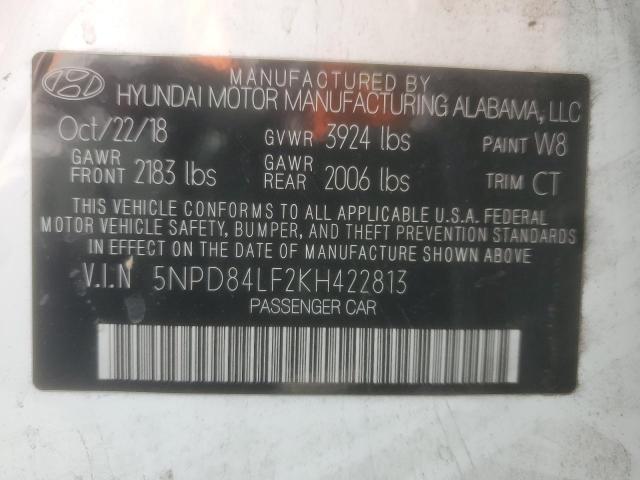 MANUFACTURED BY
HYUNDAI MOTOR MANUFACTURING ALABAMA, LLC
Oct/22/18 GVWR 3924 lbs PAINT W8
GAWR FRONT 2183 lbs GAWR REAR 2006 lbs TRIM CT
THIS VEHICLE CONFORMS TO ALL APPLICABLE U.S.A. FEDERAL
MOTOR VEHICLE SAFETY, BUMPER, AND THEFT PREVENTION STANDARDS
IN EFFECT ON THE DATE OF MANUFACTURE SHOWN ABOVE.
V.I.N 5NPD84LF2KH422813
PASSENGER CAR